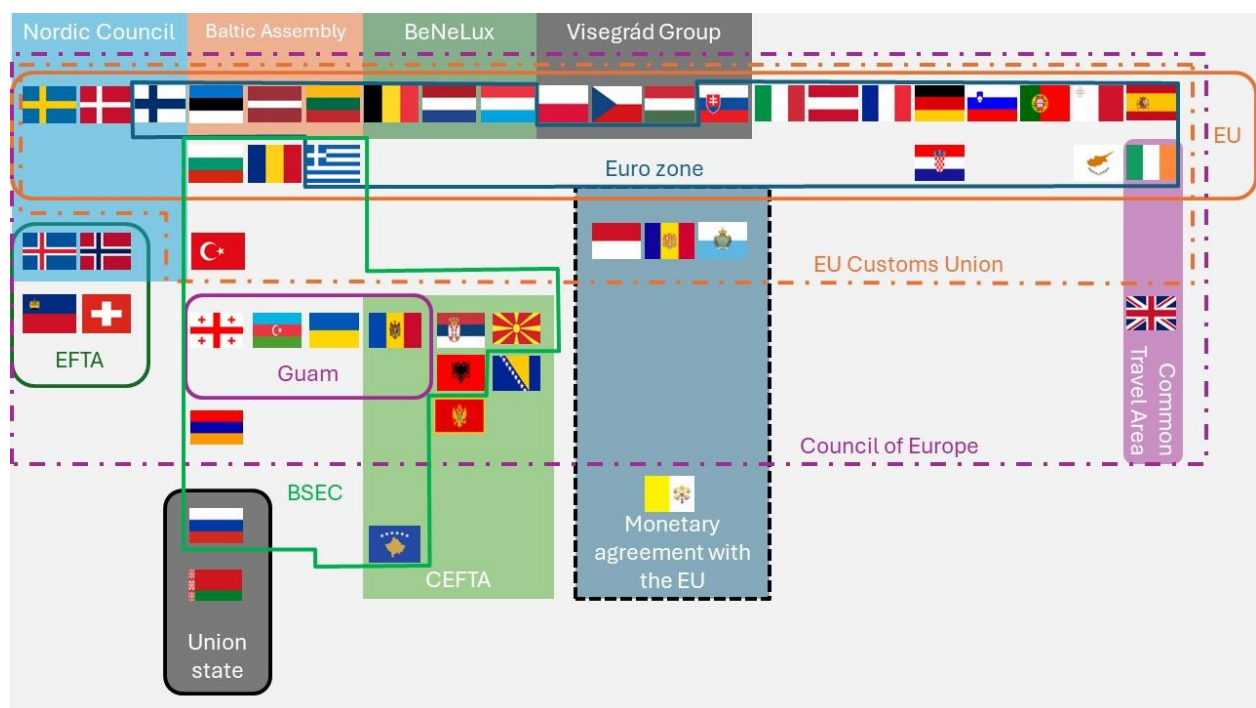 Nordic Council
Baltic Assembly
BeNeLux
Visegrád Group
EU
Euro zone
EU Customs Union
EFTA
Guam
Common
Travel Area
Council of Europe
BSEC
CEFTA
Monetary
agreement with
the EU
Union
state